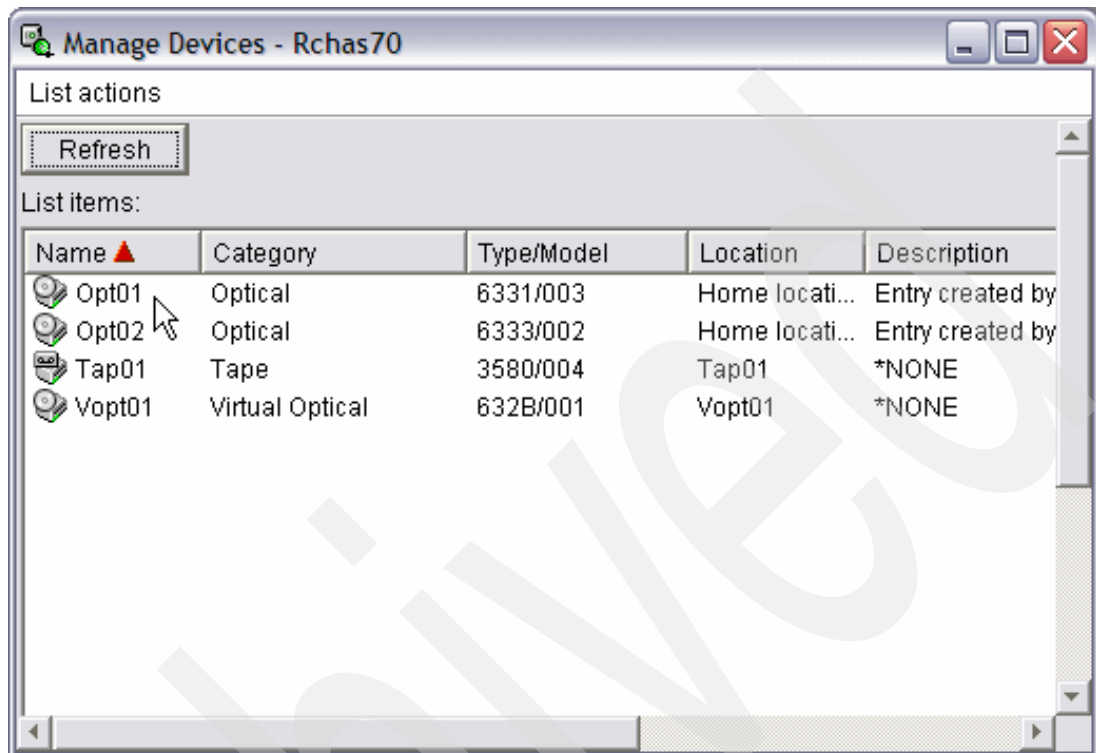 Manage Devices - Rchas70
List actions
Refresh
List items:
Name Category Type/Model Location Description
Opt01 Optical 6331/003 Home locati... Entry created by
Opt02 Optical 6333/002 Home locati... Entry created by
Tap01 Tape 3580/004 Tap01 *NONE
Vopt01 Virtual Optical 632B/001 Vopt01 *NONE
hived